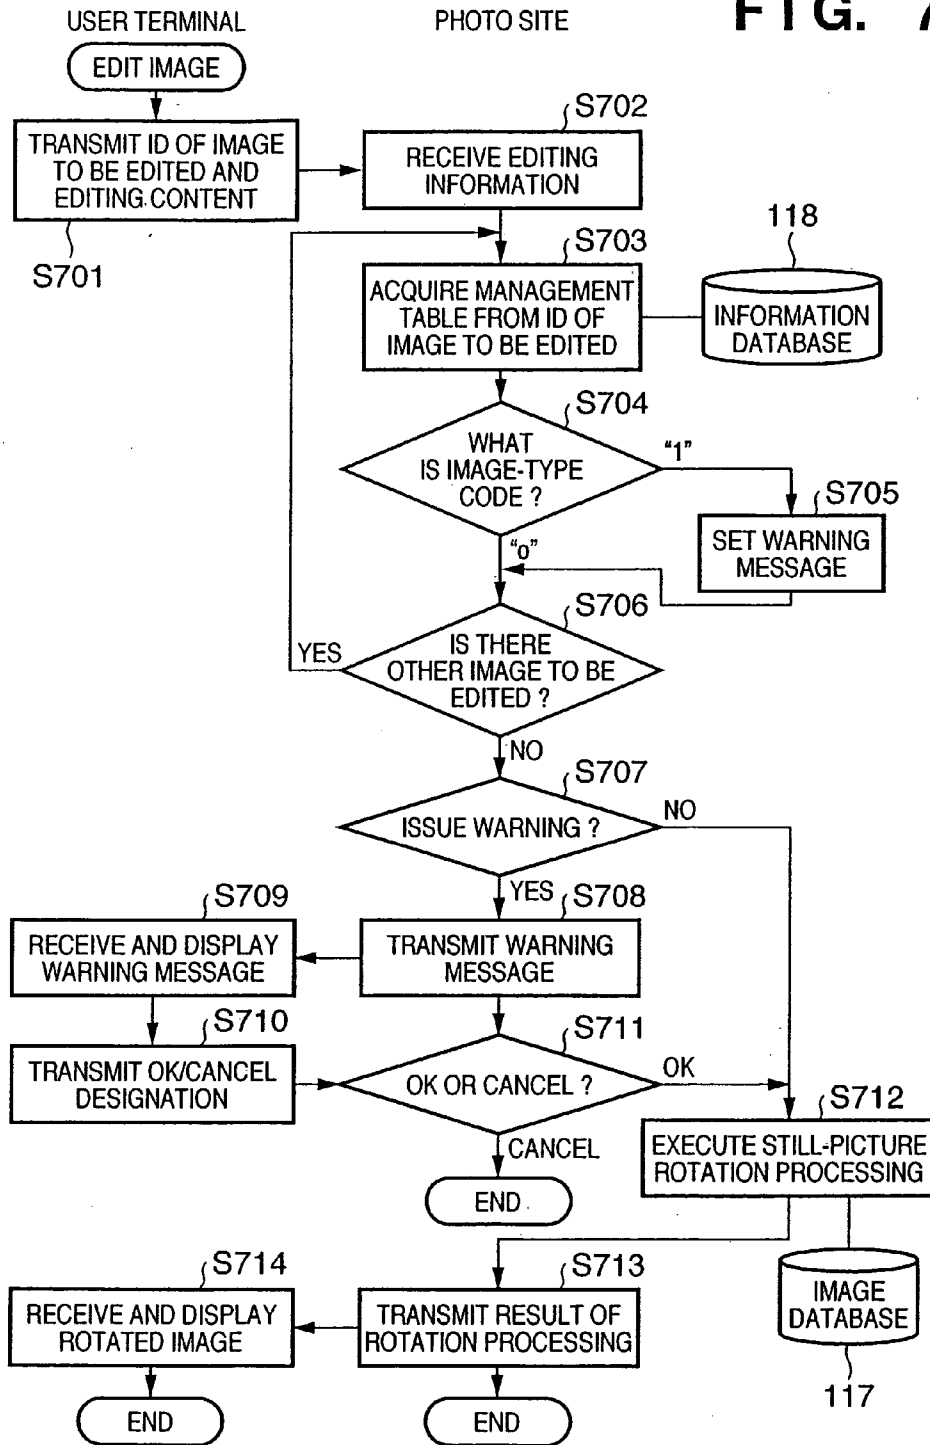 USER TERMINAL
PHOTO SITE
FIG. 7
EDIT IMAGE
S702
TRANSMIT ID OF IMAGE
TO BE EDITED AND
EDITING CONTENT
RECEIVE EDITING
INFORMATION
S701
S703
118
ACQUIRE MANAGEMENT
TABLE FROM ID OF
IMAGE TO BE EDITED
INFORMATION
DATABASE
S704
WHAT
IS IMAGE-TYPE
CODE ?
"1"
S705
SET WARNING
MESSAGE
"0"
S706
YES
IS THERE
OTHER IMAGE TO BE
EDITED ?
NO
S707
ISSUE WARNING ?
NO
YES
S709
S708
RECEIVE AND DISPLAY
WARNING MESSAGE
TRANSMIT WARNING
MESSAGE
S710
S711
TRANSMIT OK/CANCEL
DESIGNATION
OK OR CANCEL ?
OK
S712
CANCEL
EXECUTE STILL-PICTURE
ROTATION PROCESSING
END
S714
S713
RECEIVE AND DISPLAY
ROTATED IMAGE
TRANSMIT RESULT OF
ROTATION PROCESSING
IMAGE
DATABASE
117
END
END